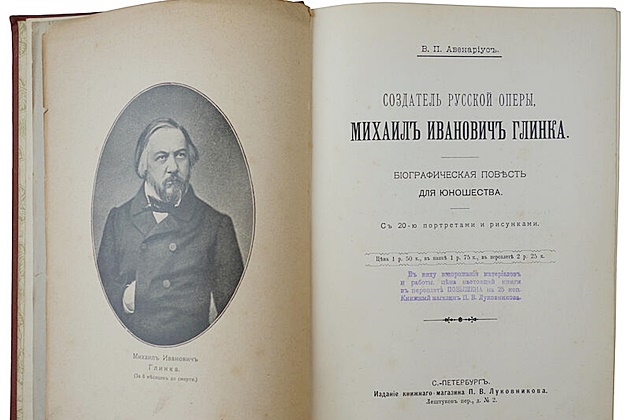 Михаилъ Ивановичъ
Глинка.
(За 3 мѣсяца до смерти.)
В. П. Авенаріусъ.
СОЗДАТЕЛЬ РУССКОЙ ОПЕРЫ,
МИХАИЛЪ ИВАНОВИЧЪ ГЛИНКА.
БІОГРАФИЧЕСКАЯ ПОВѢСТЬ
ДЛЯ ЮНОШЕСТВА.
Съ 20-ю портретами и рисунками.
Цѣна 1 р. 50 к., въ папкѣ 1 р. 75 к., въ переплетѣ 2 р. 25 к.
Въ виду вздорожанія матеріаловъ
и работы цѣна настоящей книги
въ переплетѣ ПОВЫШЕНА на 25 коп.
Книжный магазинъ П. В. Луковникова.
С.-ПЕТЕРБУРГЪ.
Изданіе книжнаго-магазина П. В. Луковникова.
Лештуковъ пер., д. № 2.